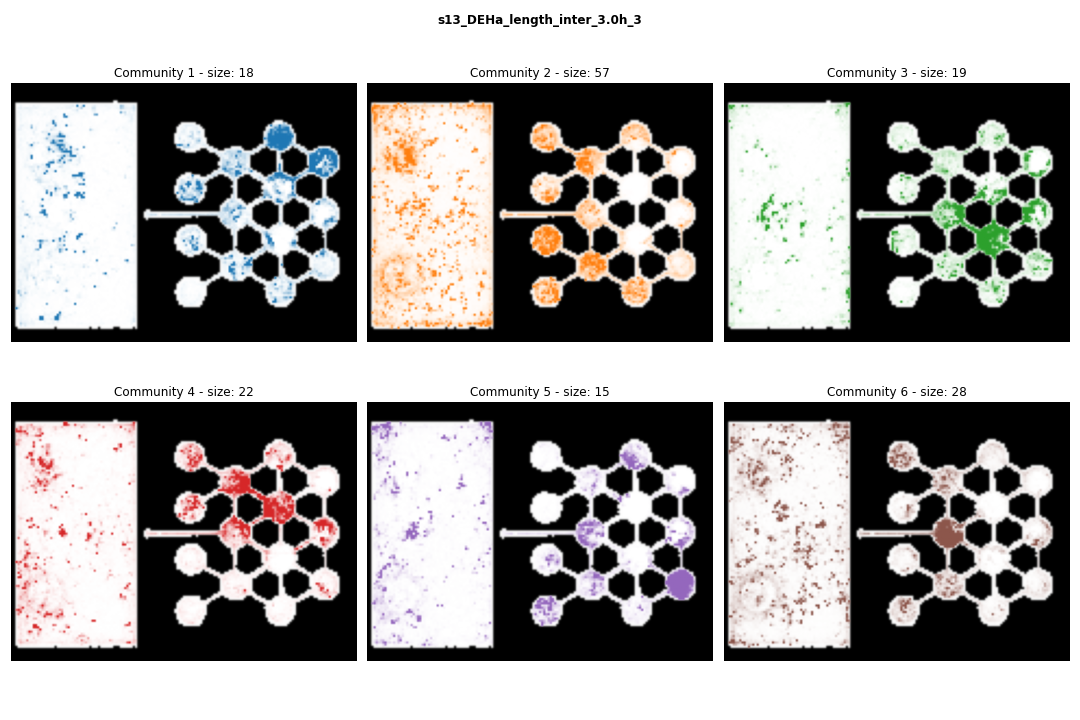 s13_DEHa_length_inter_3.0h_3
Community 1 - size: 18
Community 2 - size: 57
Community 3 - size: 19
Community 4 - size: 22
Community 5 - size: 15
Community 6 - size: 28